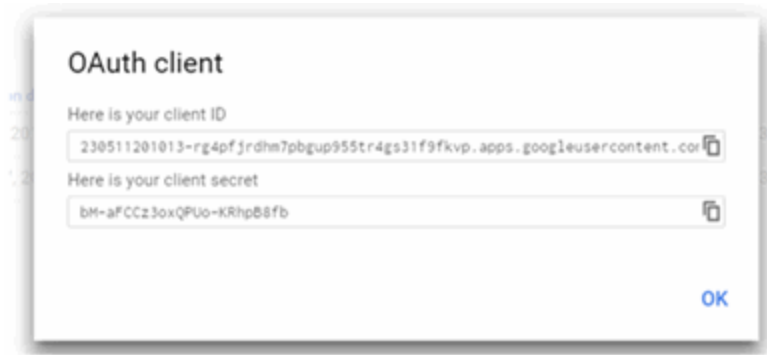 OAuth client
Here is your client ID
230511201013-rg4pfjrdhm7pbgup955tr4gs31f9fkvp.apps.googleusercontent.cor
Here is your client secret
bM-aFCCz3oxQPUo-KRhpB8fb
OK